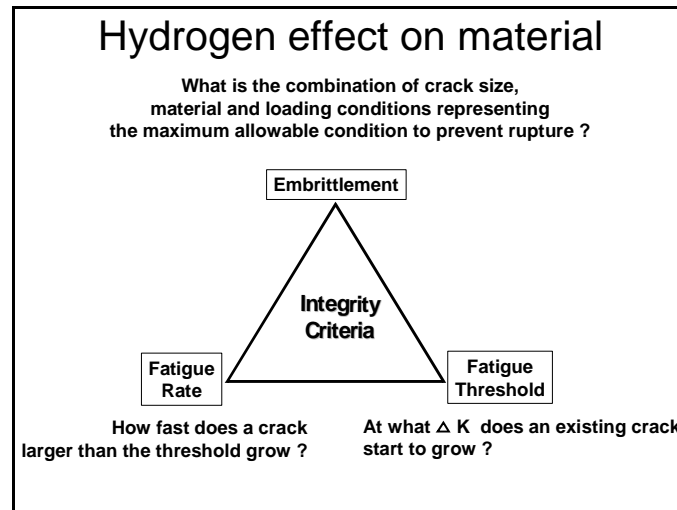 Hydrogen effect on material
What is the combination of crack size,
material and loading conditions representing
the maximum allowable condition to prevent rupture ?
Embrittlement
Integrity
Criteria
Fatigue
Rate
Fatigue
Threshold
How fast does a crack
larger than the threshold grow ?
At what △ K does an existing crack
start to grow ?